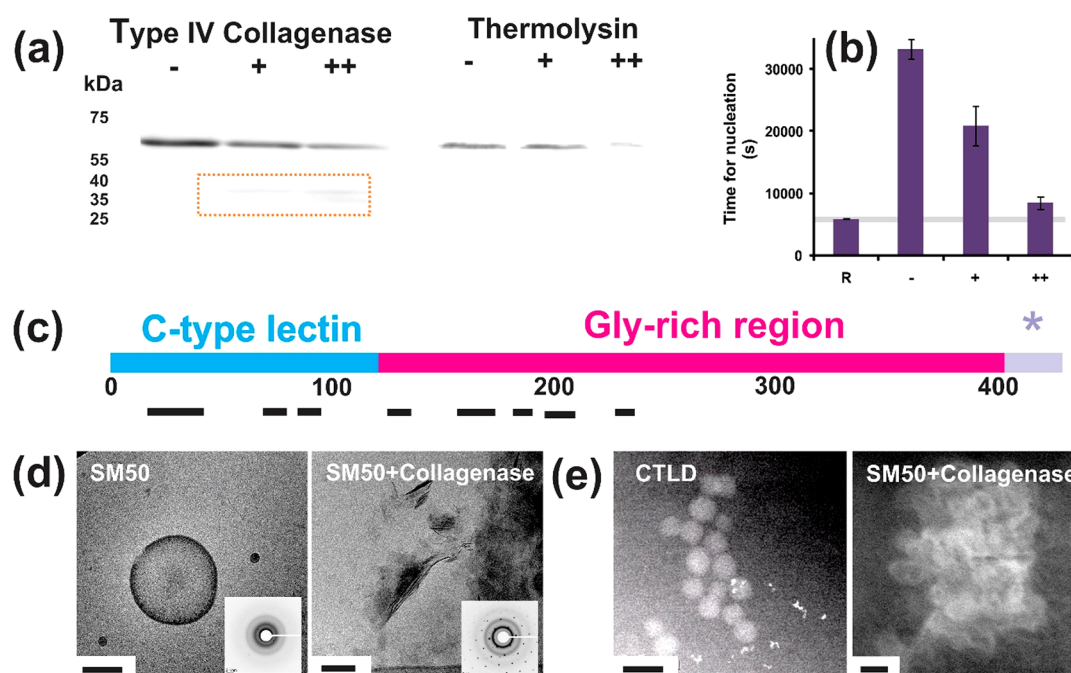 (a)
Type IV Collagenase
- + ++
Thermolysin
- + ++
kDa
75
55
40
35
25
(b)
Time for nucleation
(s)
30000
20000
10000
0
R - + ++
(c)
C-type lectin
Gly-rich region
*
0 100 200 300 400
(d)
SM50
SM50+Collagenase
(e)
CTLD
SM50+Collagenase